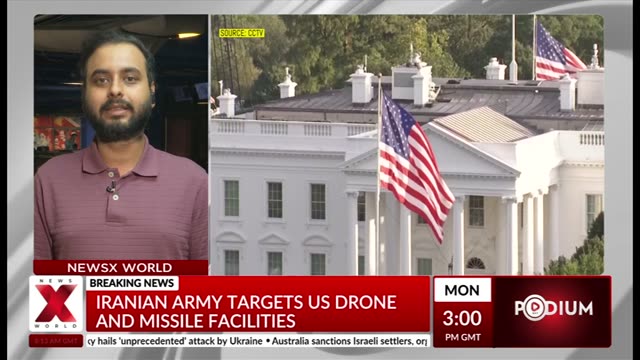 SOURCE: CCTV
NEWSX WORLD
BREAKING NEWS
NEWS
X
WORLD
IRANIAN ARMY TARGETS US DRONE
AND MISSILE FACILITIES
MON
3:00
PM GMT
PODIUM
cy hails 'unprecedented' attack by Ukraine • Australia sanctions Israeli settlers, or